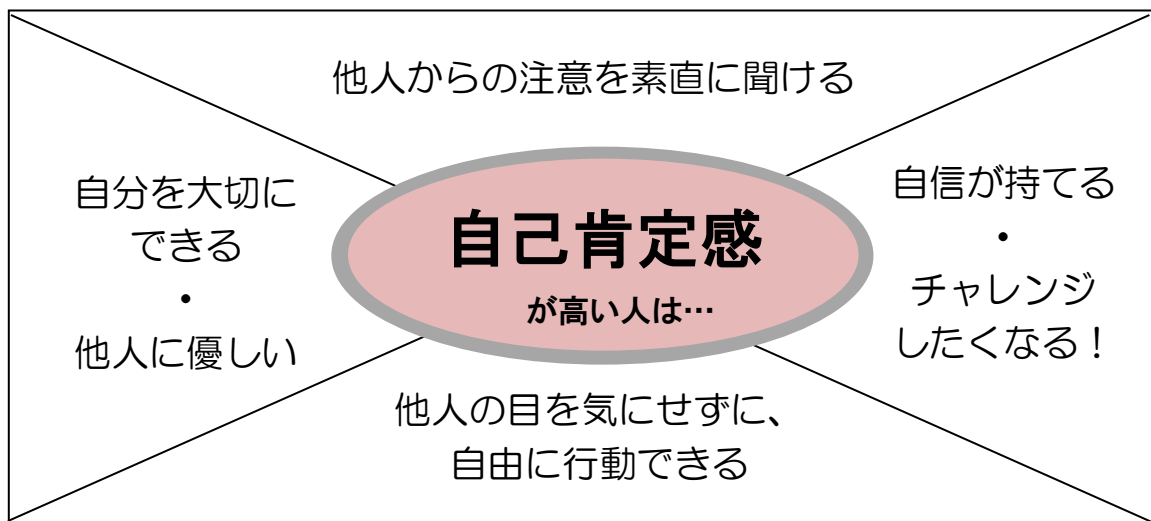 他人からの注意を素直に聞ける
自分を大切に
できる
・
他人に優しい
自己肯定感
が高い人は…
自信が持てる
・
チャレンジ
したくなる！
他人の目を気にせずに、
自由に行動できる